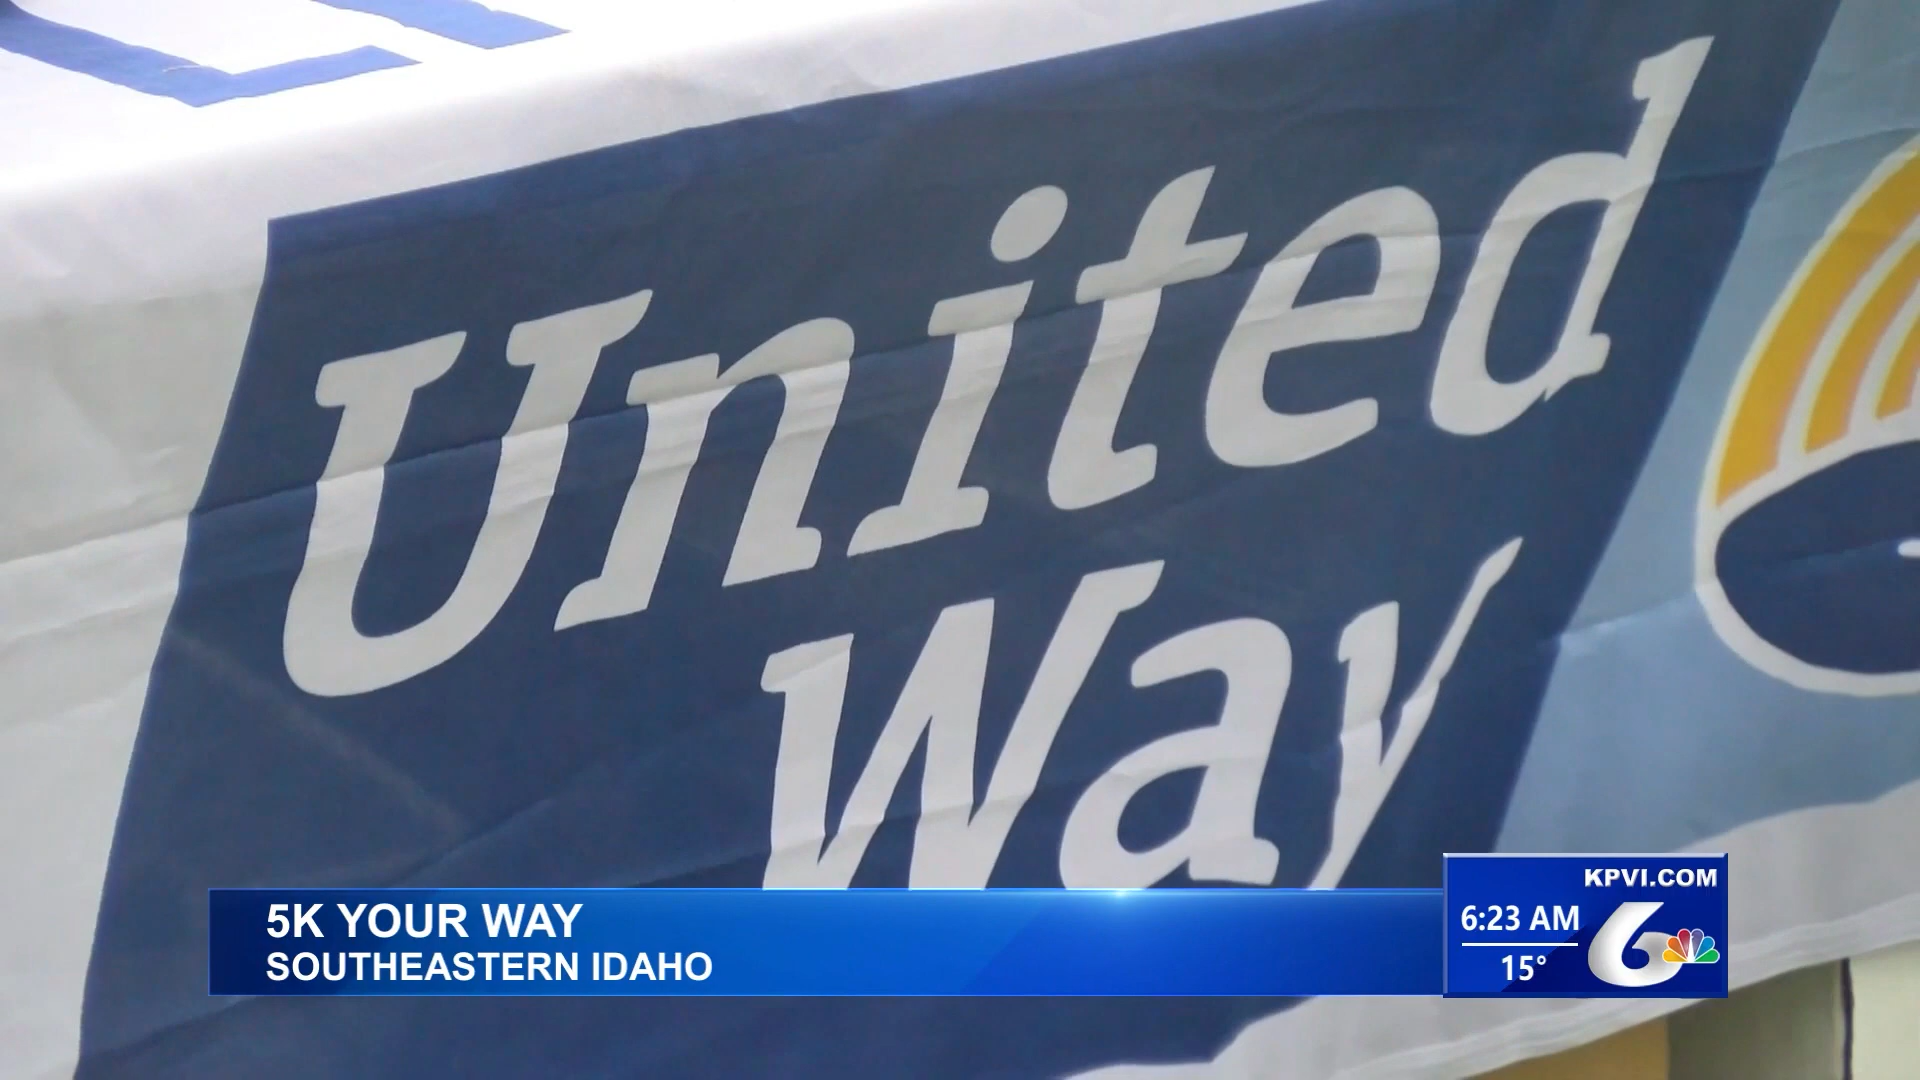 United
Way
5K YOUR WAY
SOUTHEASTERN IDAHO
KPVI.COM
6:23 AM
15°
6